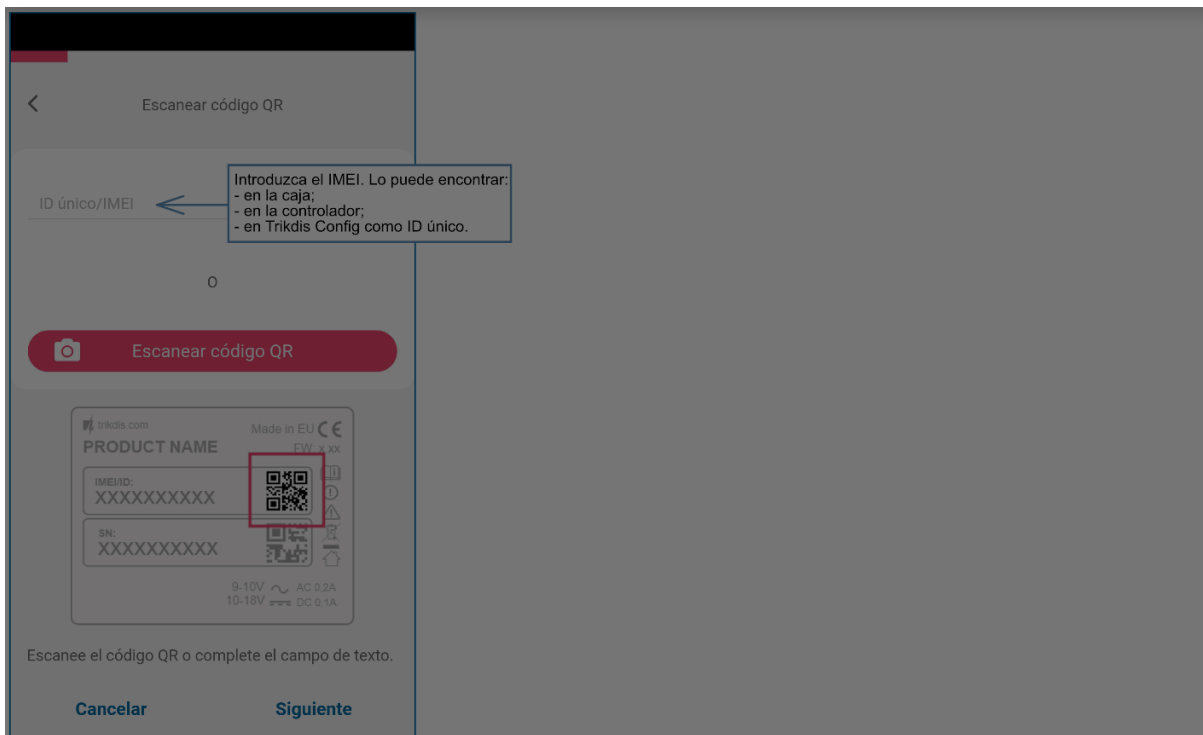 Escanear código QR
Introduzca el IMEI. Lo puede encontrar:
- en la caja;
- en la controlador;
- en Trikdis Config como ID único.
ID único/IMEI
O
Escanear código QR
trikdis.com
Made in EU CE
PRODUCT NAME
FW: x xx
IMEI/ID:
XXXXXXXXXX
SN:
XXXXXXXXXX
9-10V AC 0,2A
10-18V DC 0,1A
Escanee el código QR o complete el campo de texto.
Cancelar
Siguiente